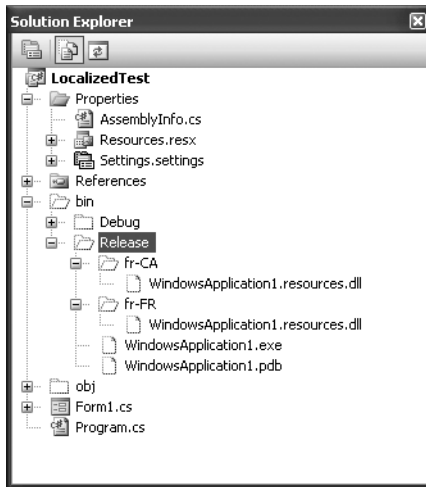 Solution Explorer
LocalizedTest
Properties
AssemblyInfo.cs
Resources.resx
Settings.settings
References
bin
Debug
Release
fr-CA
WindowsApplication1.resources.dll
fr-FR
WindowsApplication1.resources.dll
WindowsApplication1.exe
WindowsApplication1.pdb
obj
Form1.cs
Program.cs